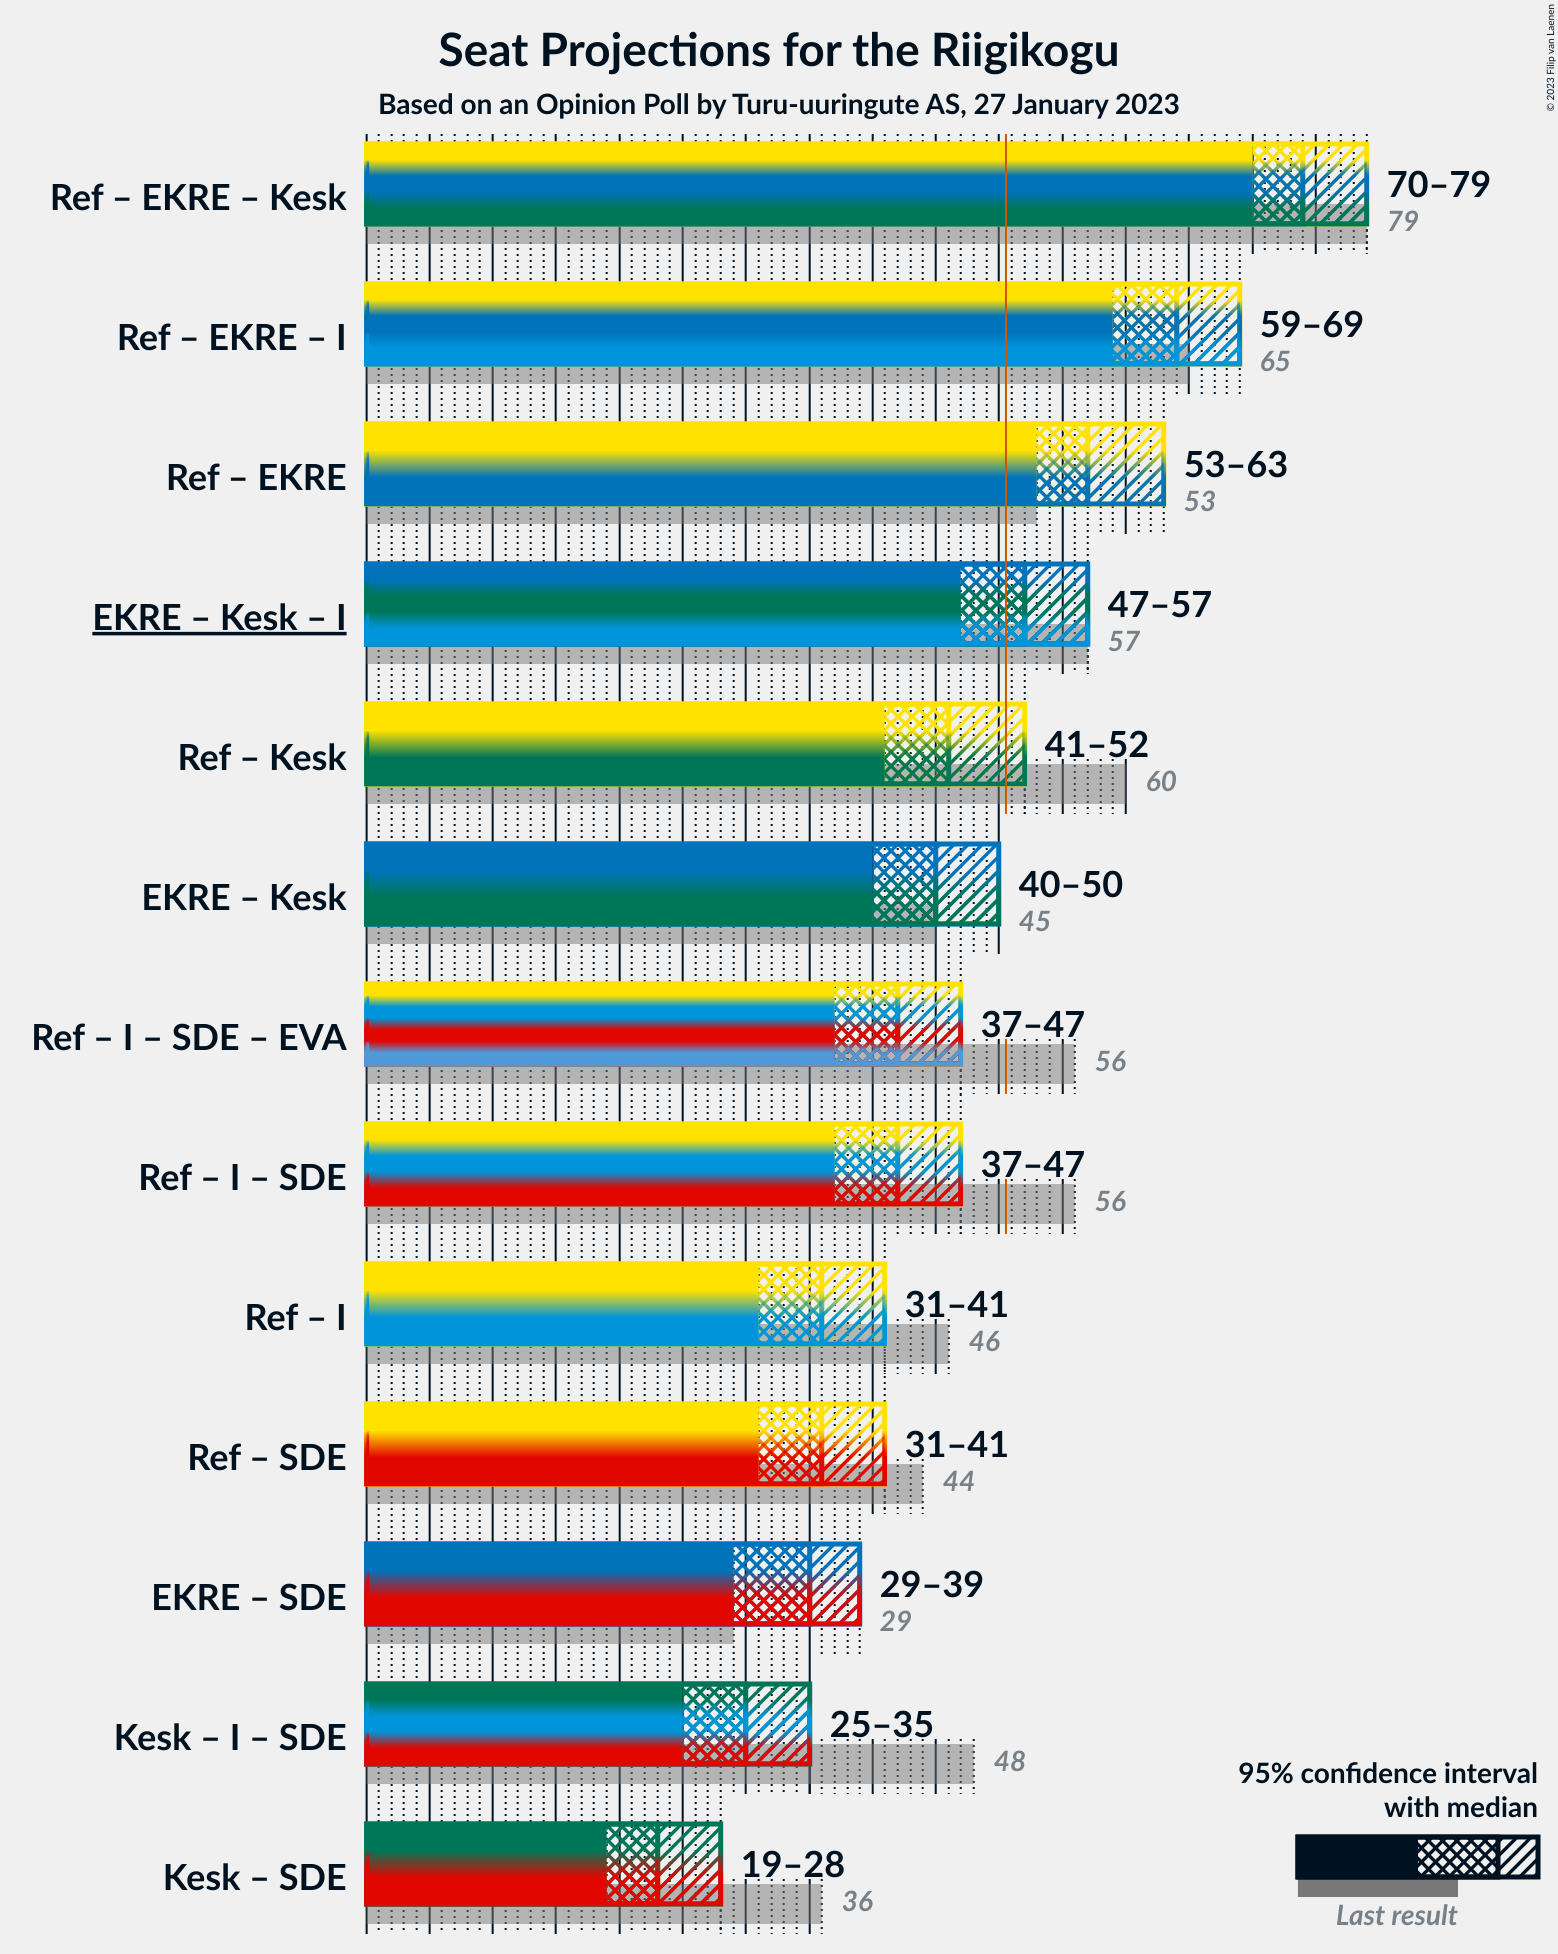 Seat Projections for the Riigikogu
Based on an Opinion Poll by Turu-uuringute AS, 27 January 2023
© 2023 Filip van Laenen
Ref – EKRE – Kesk
70–79
79
Ref – EKRE – I
59–69
65
Ref – EKRE
53–63
53
EKRE – Kesk – I
47–57
57
Ref – Kesk
41–52
60
EKRE – Kesk
40–50
45
Ref – I – SDE – EVA
37–47
56
Ref – I – SDE
37–47
56
Ref – I
31–41
46
Ref – SDE
31–41
44
EKRE – SDE
29–39
29
Kesk – I – SDE
25–35
48
Kesk – SDE
19–28
36
95% confidence interval
with median
Last result